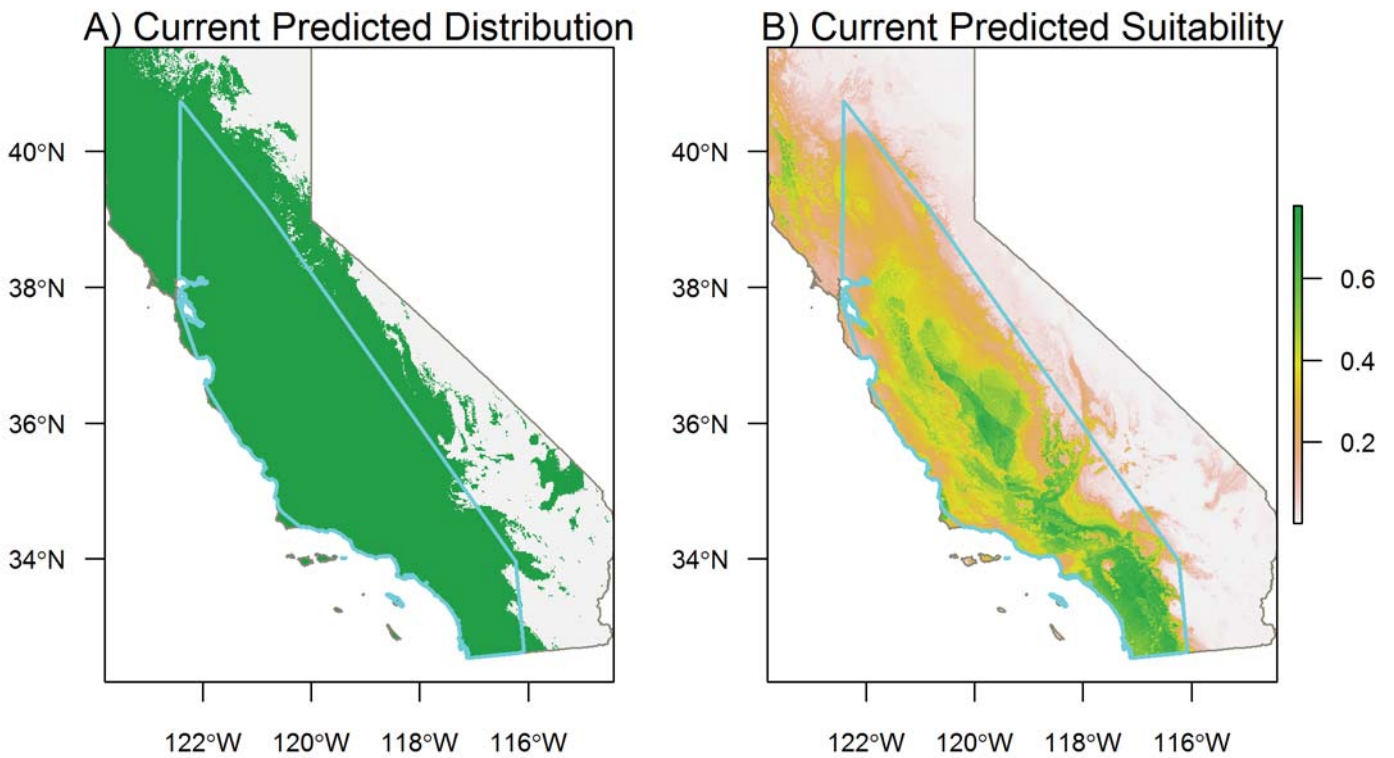 A) Current Predicted Distribution
B) Current Predicted Suitability
40°N
38°N
36°N
34°N
122°W 120°W 118°W 116°W
40°N
38°N
36°N
34°N
122°W 120°W 118°W 116°W
0.6
0.4
0.2